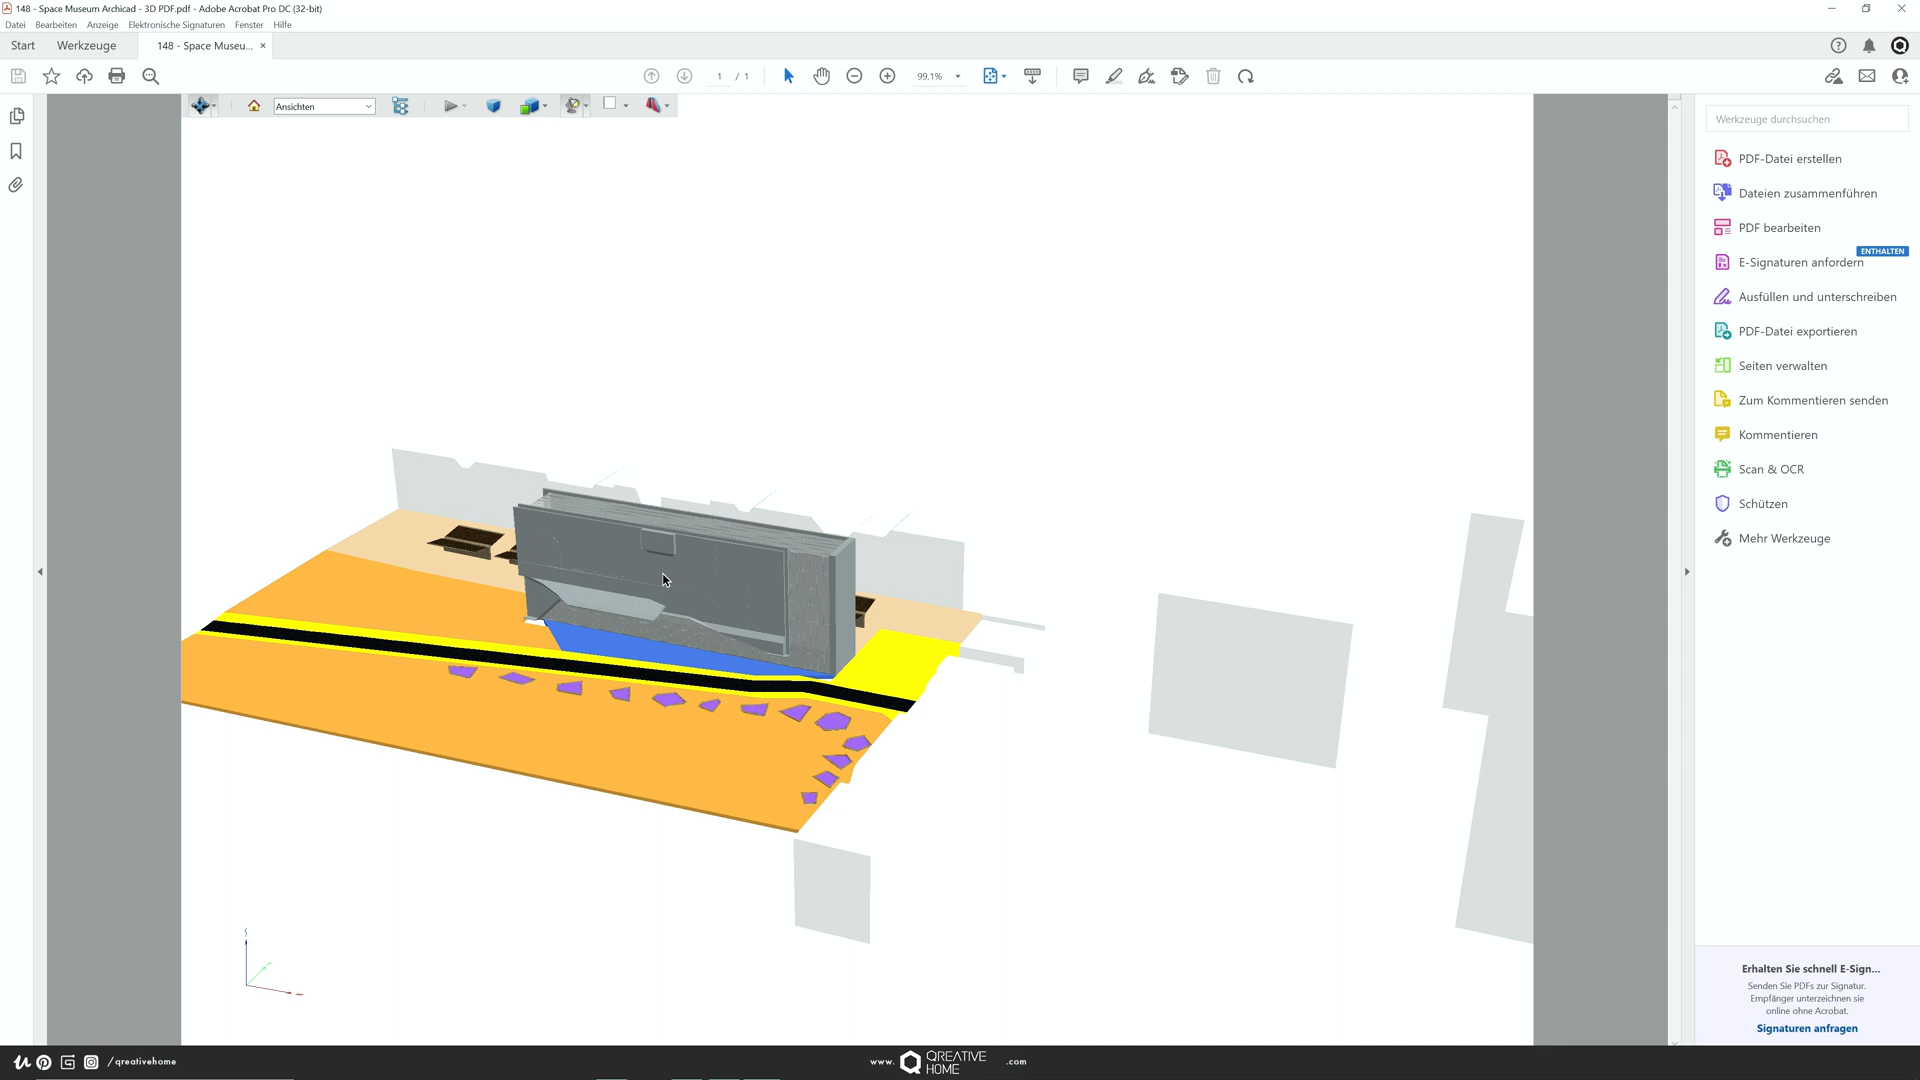 148 - Space Museum Archicad - 3D PDF.pdf - Adobe Acrobat Pro DC (32-bit)
Datei Bearbeiten Anzeige Elektronische Signaturen Fenster Hilfe
Start Werkzeuge 148 - Space Museu... ×
1 / 1 99,1%
Ansichten
Werkzeuge durchsuchen
PDF-Datei erstellen
Dateien zusammenführen
PDF bearbeiten
ENTHALTEN
E-Signaturen anfordern
Ausfüllen und unterschreiben
PDF-Datei exportieren
Seiten verwalten
Zum Kommentieren senden
Kommentieren
Scan & OCR
Schützen
Mehr Werkzeuge
Erhalten Sie schnell E-Sign...
Senden Sie PDFs zur Signatur.
Empfänger unterzeichnen sie
online ohne Acrobat.
Signaturen anfragen
/qreativehome
www. QREATIVE HOME .com